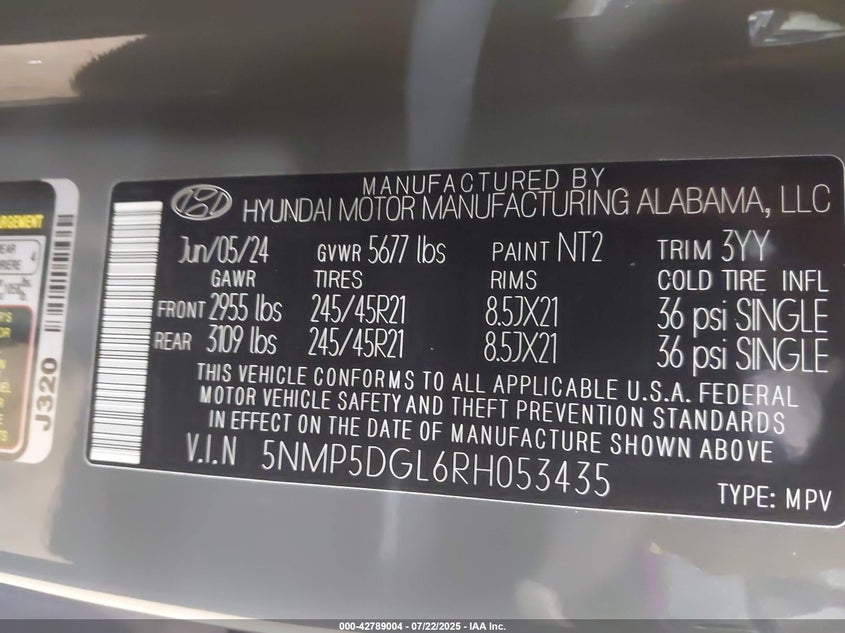 MANUFACTURED BY
HYUNDAI MOTOR MANUFACTURING ALABAMA, LLC
Jun/05/24 GVWR 5677 lbs PAINT NT2 TRIM 3YY
GAWR TIRES RIMS COLD TIRE INFL
FRONT 2955 lbs 245/45R21 8.5JX21 36 psi SINGLE
REAR 3109 lbs 245/45R21 8.5JX21 36 psi SINGLE
THIS VEHICLE CONFORMS TO ALL APPLICABLE U.S.A. FEDERAL
MOTOR VEHICLE SAFETY AND THEFT PREVENTION STANDARDS
IN EFFECT ON THE DATE OF MANUFACTURE SHOWN ABOVE
V.I.N 5NMP5DGL6RH053435
TYPE: MPV
J320
000-42789004 - 07/22/2025 - IAA Inc.